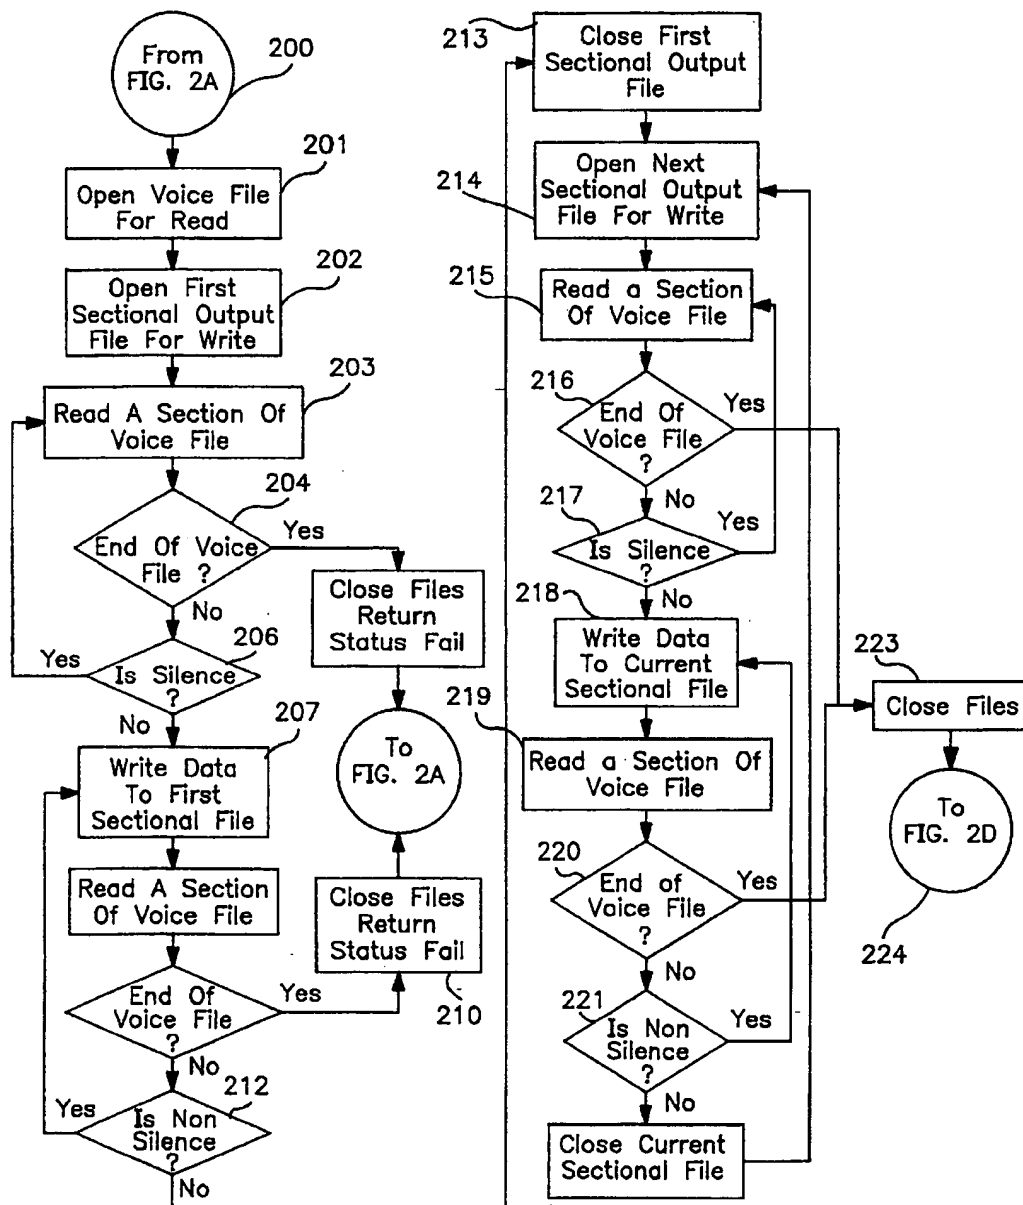 From
FIG. 2A
200
201
Open Voice File
For Read
202
Open First
Sectional Output
File For Write
203
Read A Section Of
Voice File
204
End Of Voice
File ?
Yes
No
Close Files
Return
Status Fail
206
Is Silence
?
Yes
No
To
FIG. 2A
207
Write Data
To First
Sectional File
Read A Section
Of Voice File
Close Files
Return
Status Fail
210
End Of
Voice File
?
Yes
No
212
Is Non
Silence
?
Yes
No
213
Close First
Sectional Output
File
214
Open Next
Sectional Output
File For Write
215
Read a Section
Of Voice File
216
End Of
Voice File
?
Yes
No
217
Is Silence
?
Yes
No
218
Write Data
To Current
Sectional File
219
Read a Section Of
Voice File
220
End of
Voice File
?
Yes
No
221
Is Non
Silence
?
Yes
No
Close Current
Sectional File
223
Close Files
To
FIG. 2D
224